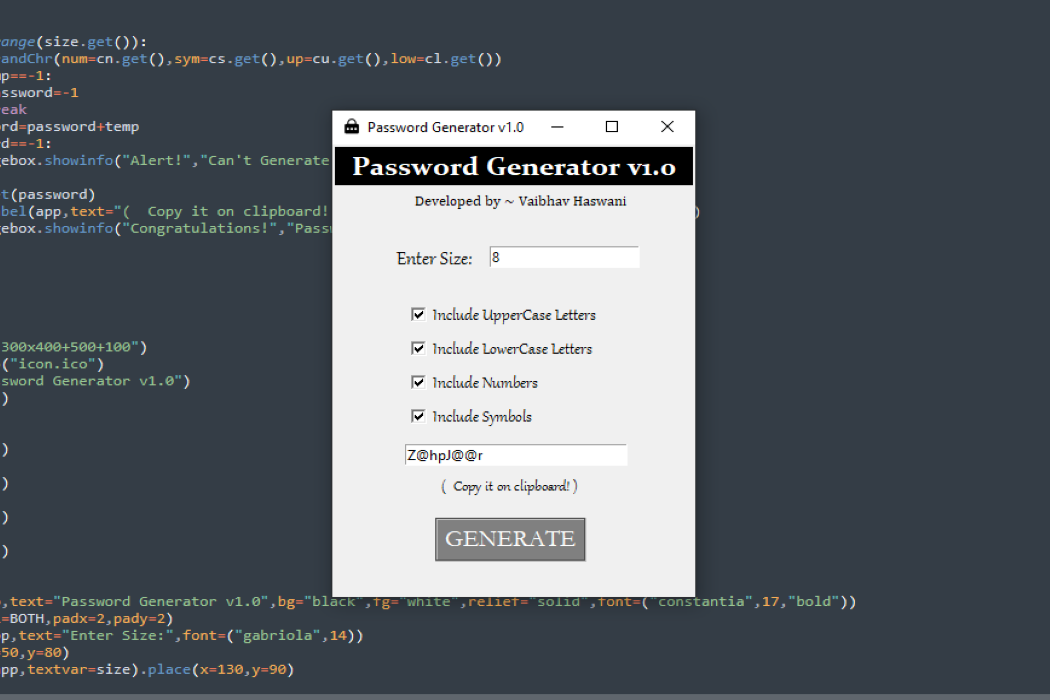 ange(size.get()):
andChr(num=cn.get(),sym=cs.get(),up=cu.get(),low=cl.get())
p==-1:
ssword=-1
eak
rd=password+temp
d==-1:
gebox.showinfo("Alert!","Can't Generate
t(password)
bel(app,text="(  Copy it on clipboard!
)
gebox.showinfo("Congratulations!","Passw
300x400+500+100")
("icon.ico")
sword Generator v1.0")
)
)
)
)
)
,text="Password Generator v1.0",bg="black",fg="white",relief="solid",font=("constantia",17,"bold"))
=BOTH,padx=2,pady=2)
pp,text="Enter Size:",font=("gabriola",14))
50,y=80)
pp,textvar=size).place(x=130,y=90)
Password Generator v1.0
Password Generator v1.0
Developed by ~ Vaibhav Haswani
Enter Size: 8
Include UpperCase Letters
Include LowerCase Letters
Include Numbers
Include Symbols
Z@hpJ@@r
( Copy it on clipboard! )
GENERATE